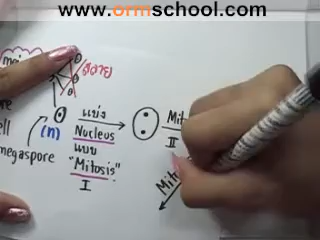 www.ormschool.com
สลาย
(n)
megaspore
แบ่ง
Nucleus
แบบ
"Mitosis"
I
Mit
II
Mit